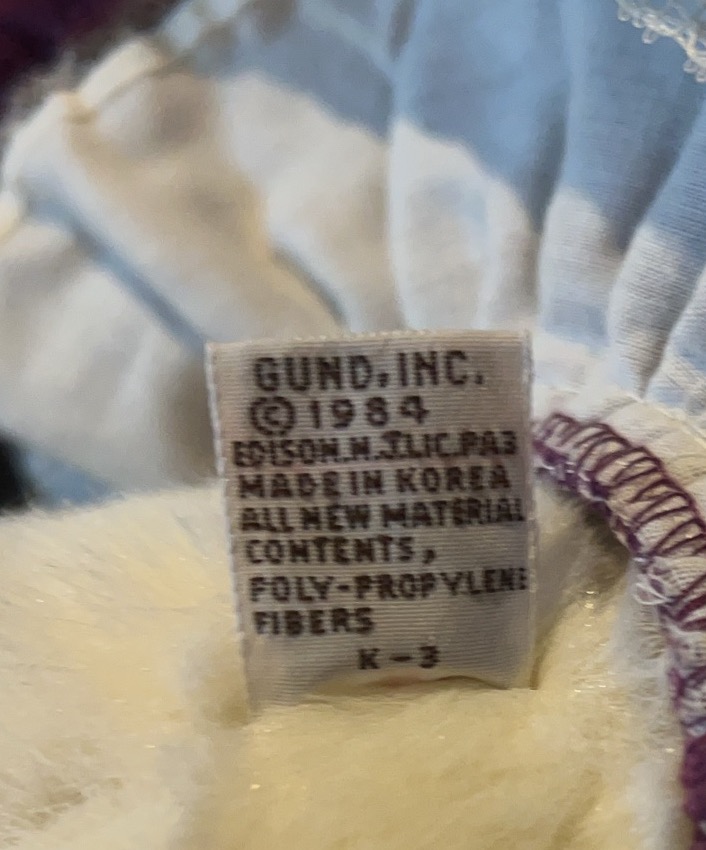 GUND, INC.
© 1984
EDISON.N.J.LIC.PA3
MADE IN KOREA
ALL NEW MATERIAL
CONTENTS,
POLY-PROPYLENE
FIBERS
K-3